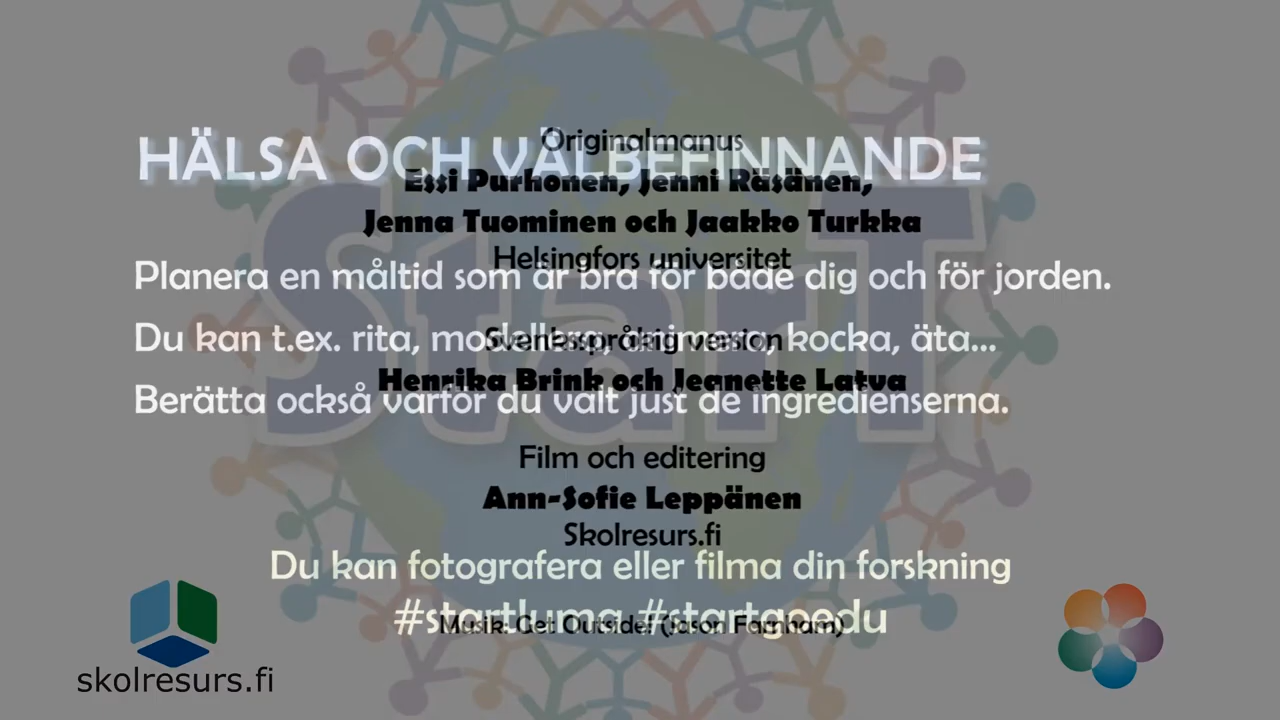 Originalmanus
HÄLSA OCH VÄLBEFINNANDE
Essi Purhonen, Jenni Räsänen,
Jenna Tuominen och Jaakko Turkka
Helsingfors universitet
Planera en måltid som är bra för både dig och för jorden.
Du kan t.ex. rita, modellera, animera, kocka, äta...
Svenskspråkig version
Henrika Brink och Jeanette Latva
Berätta också varför du valt just de ingredienserna.
StarT
Film och editering
Ann-Sofie Leppänen
Skolresurs.fi
Du kan fotografera eller filma din forskning
#startluma #startgoedu
Musik: Get Outside! (Jason Farnham)
skolresurs.fi